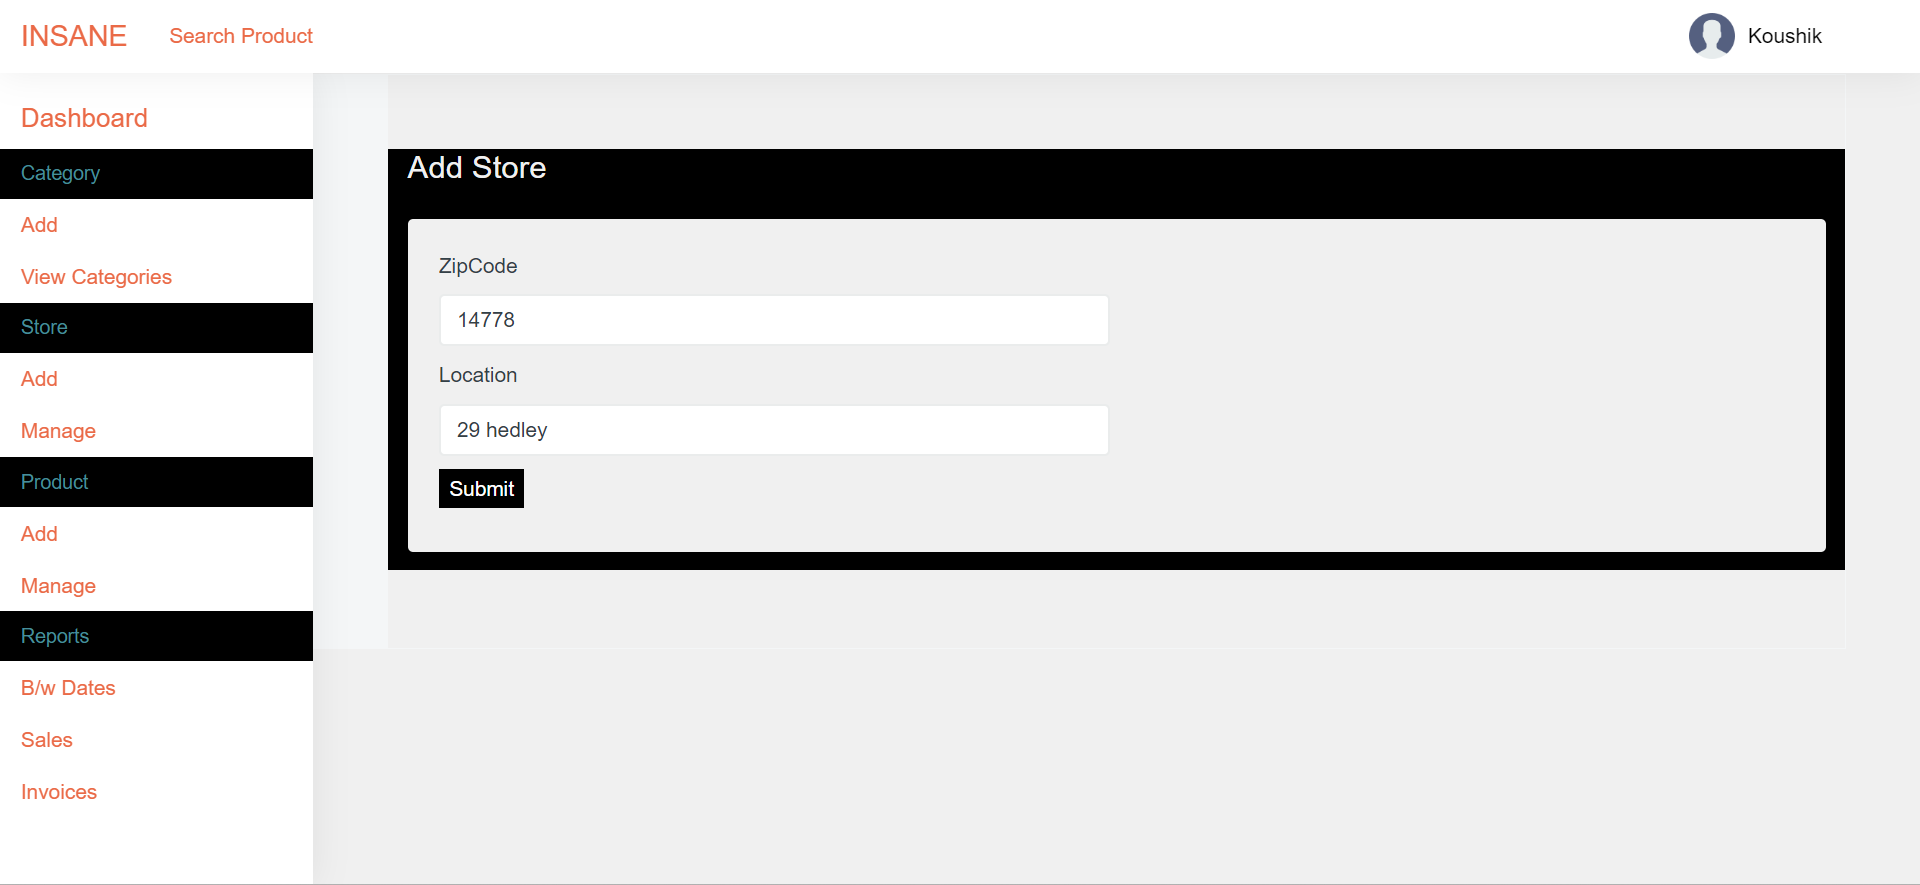 INSANE Search Product Koushik
Dashboard
Category
Add
View Categories
Store
Add
Manage
Product
Add
Manage
Reports
B/w Dates
Sales
Invoices
Add Store
ZipCode
14778
Location
29 hedley
Submit